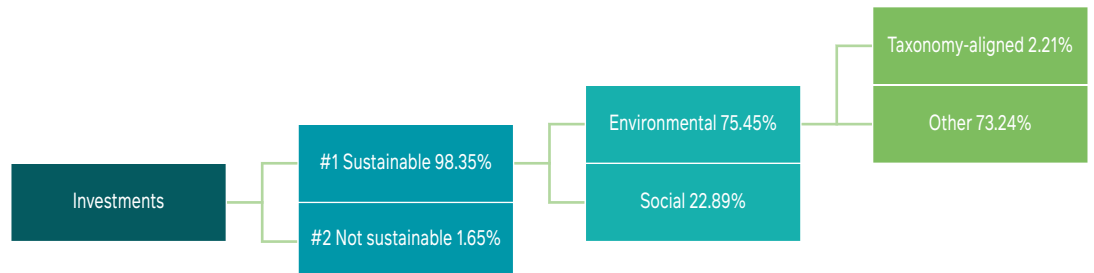 Investments
#1 Sustainable 98.35%
#2 Not sustainable 1.65%
Environmental 75.45%
Social 22.89%
Taxonomy-aligned 2.21%
Other 73.24%